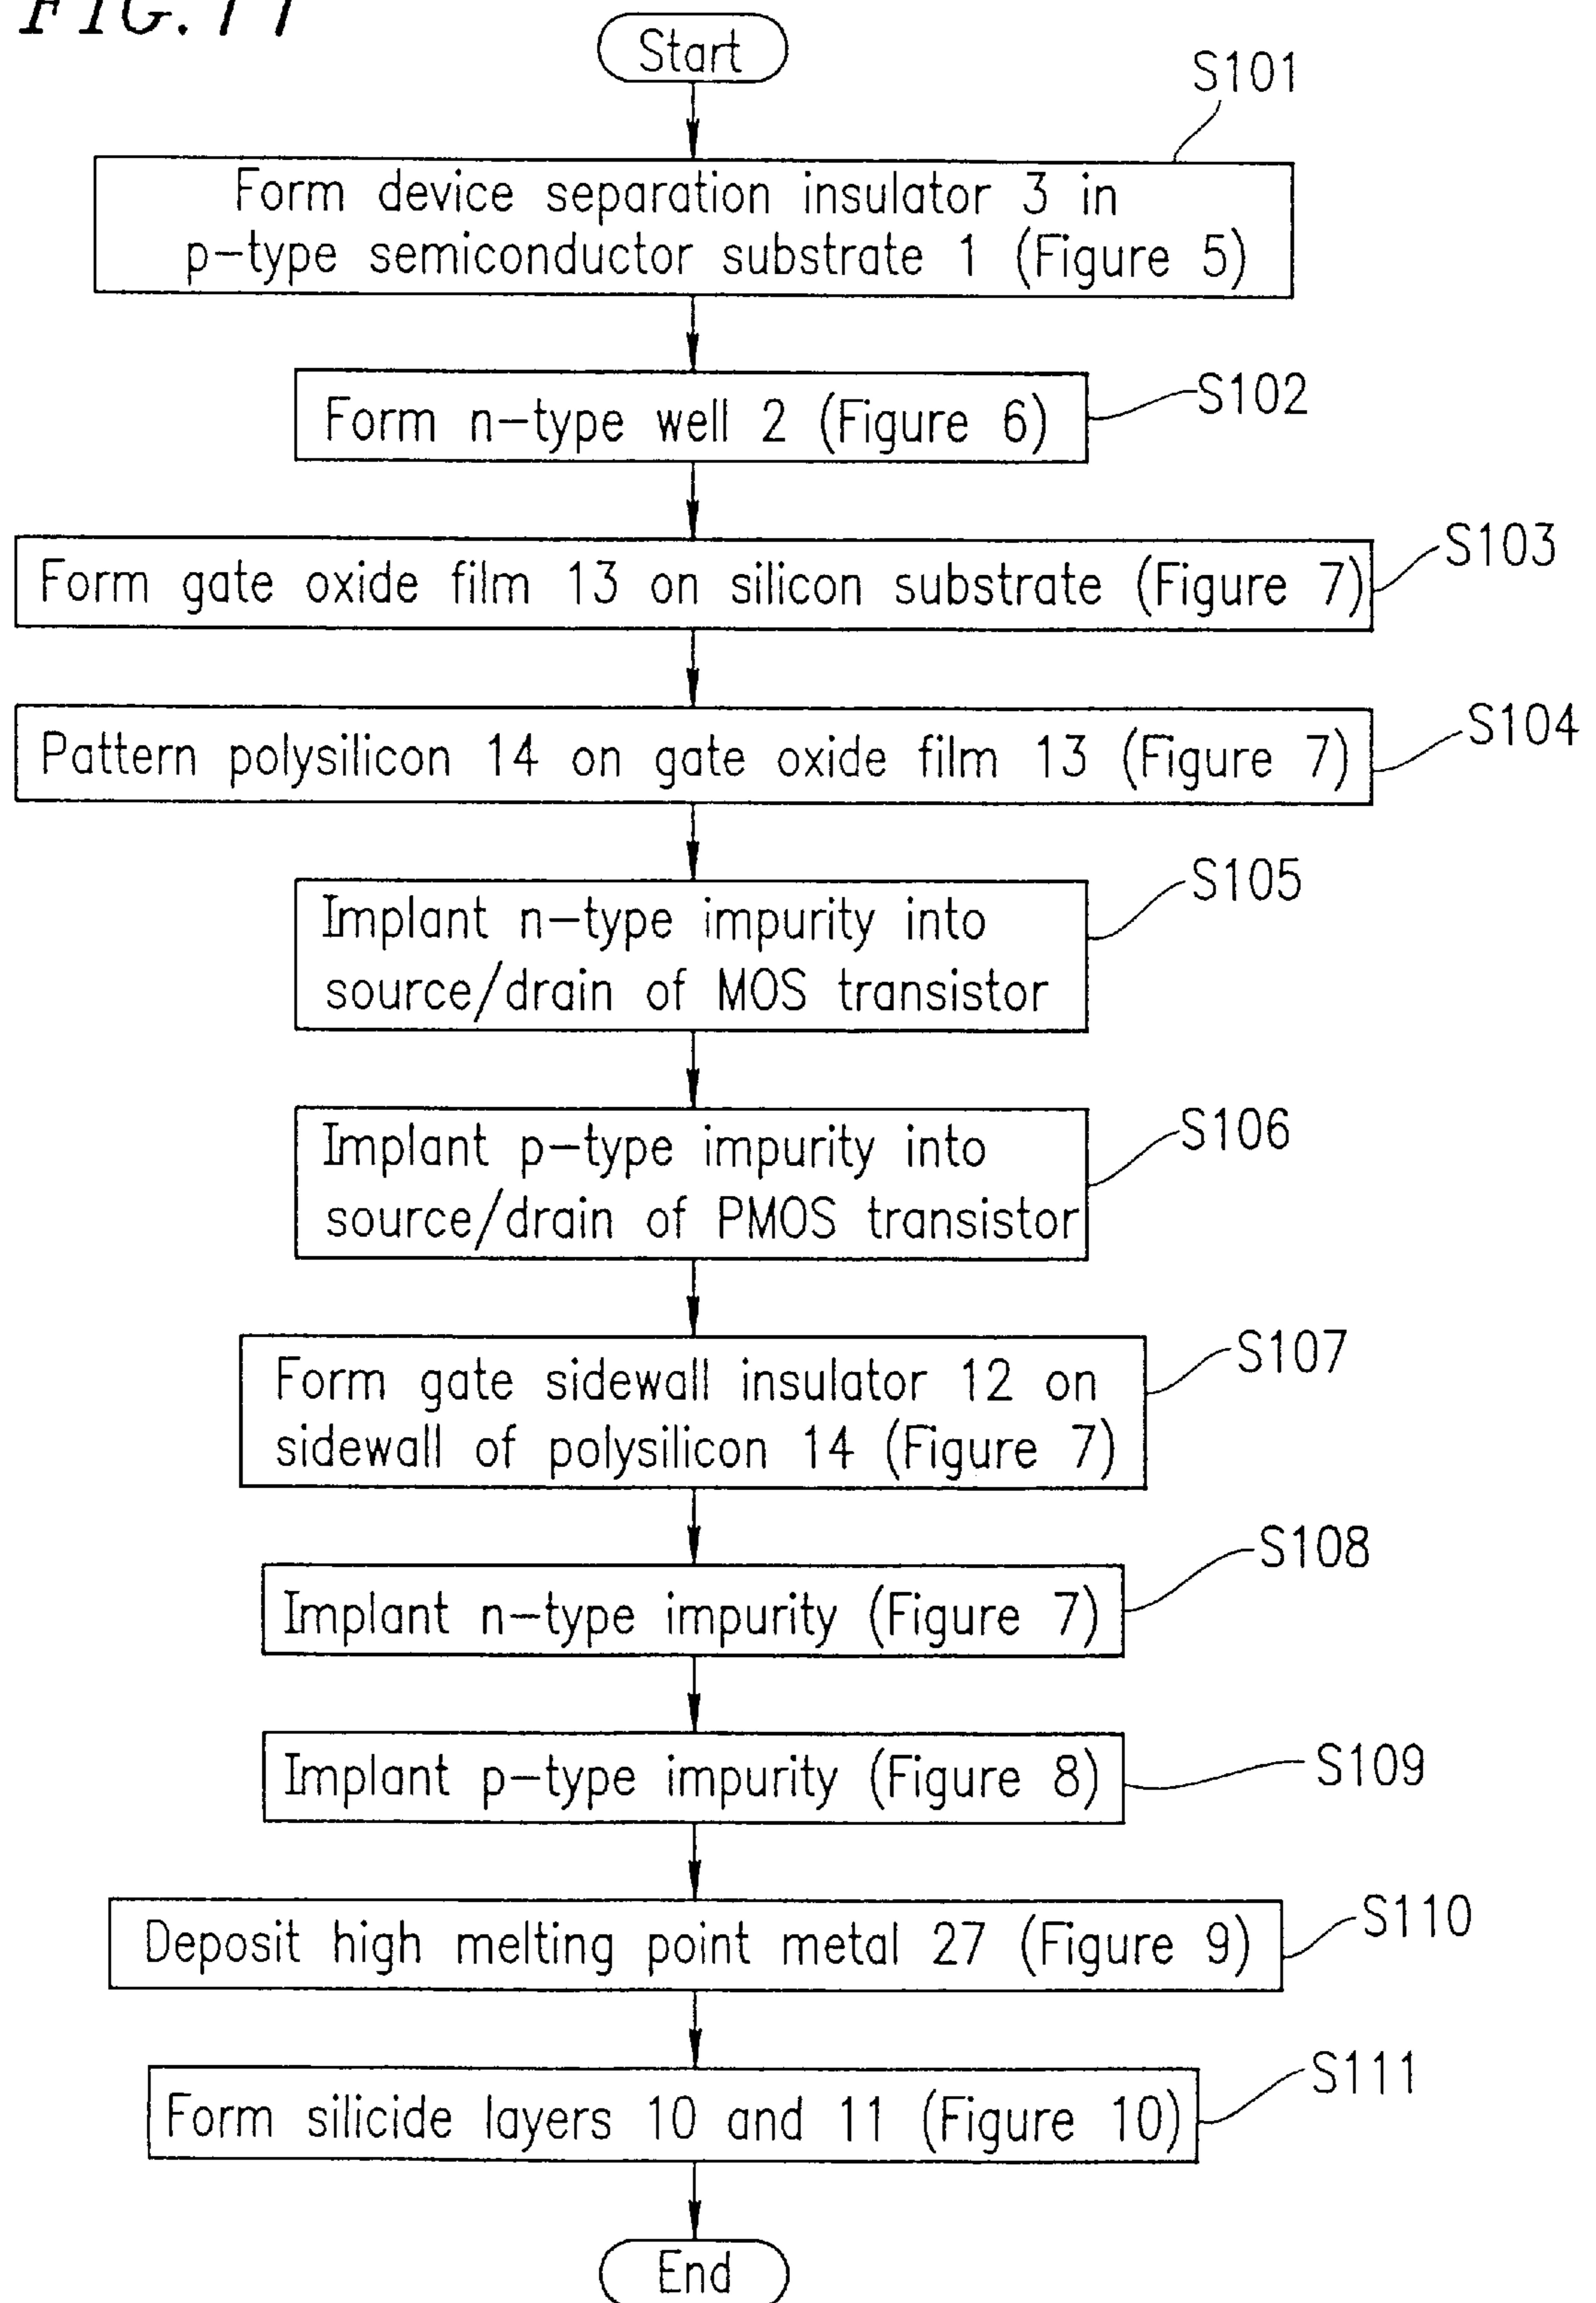 FIG. 11
Start
S101
Form device separation insulator 3 in
p-type semiconductor substrate 1 (Figure 5)
S102
Form n-type well 2 (Figure 6)
S103
Form gate oxide film 13 on silicon substrate (Figure 7)
S104
Pattern polysilicon 14 on gate oxide film 13 (Figure 7)
S105
Implant n-type impurity into
source/drain of MOS transistor
S106
Implant p-type impurity into
source/drain of PMOS transistor
S107
Form gate sidewall insulator 12 on
sidewall of polysilicon 14 (Figure 7)
S108
Implant n-type impurity (Figure 7)
S109
Implant p-type impurity (Figure 8)
S110
Deposit high melting point metal 27 (Figure 9)
S111
Form silicide layers 10 and 11 (Figure 10)
End